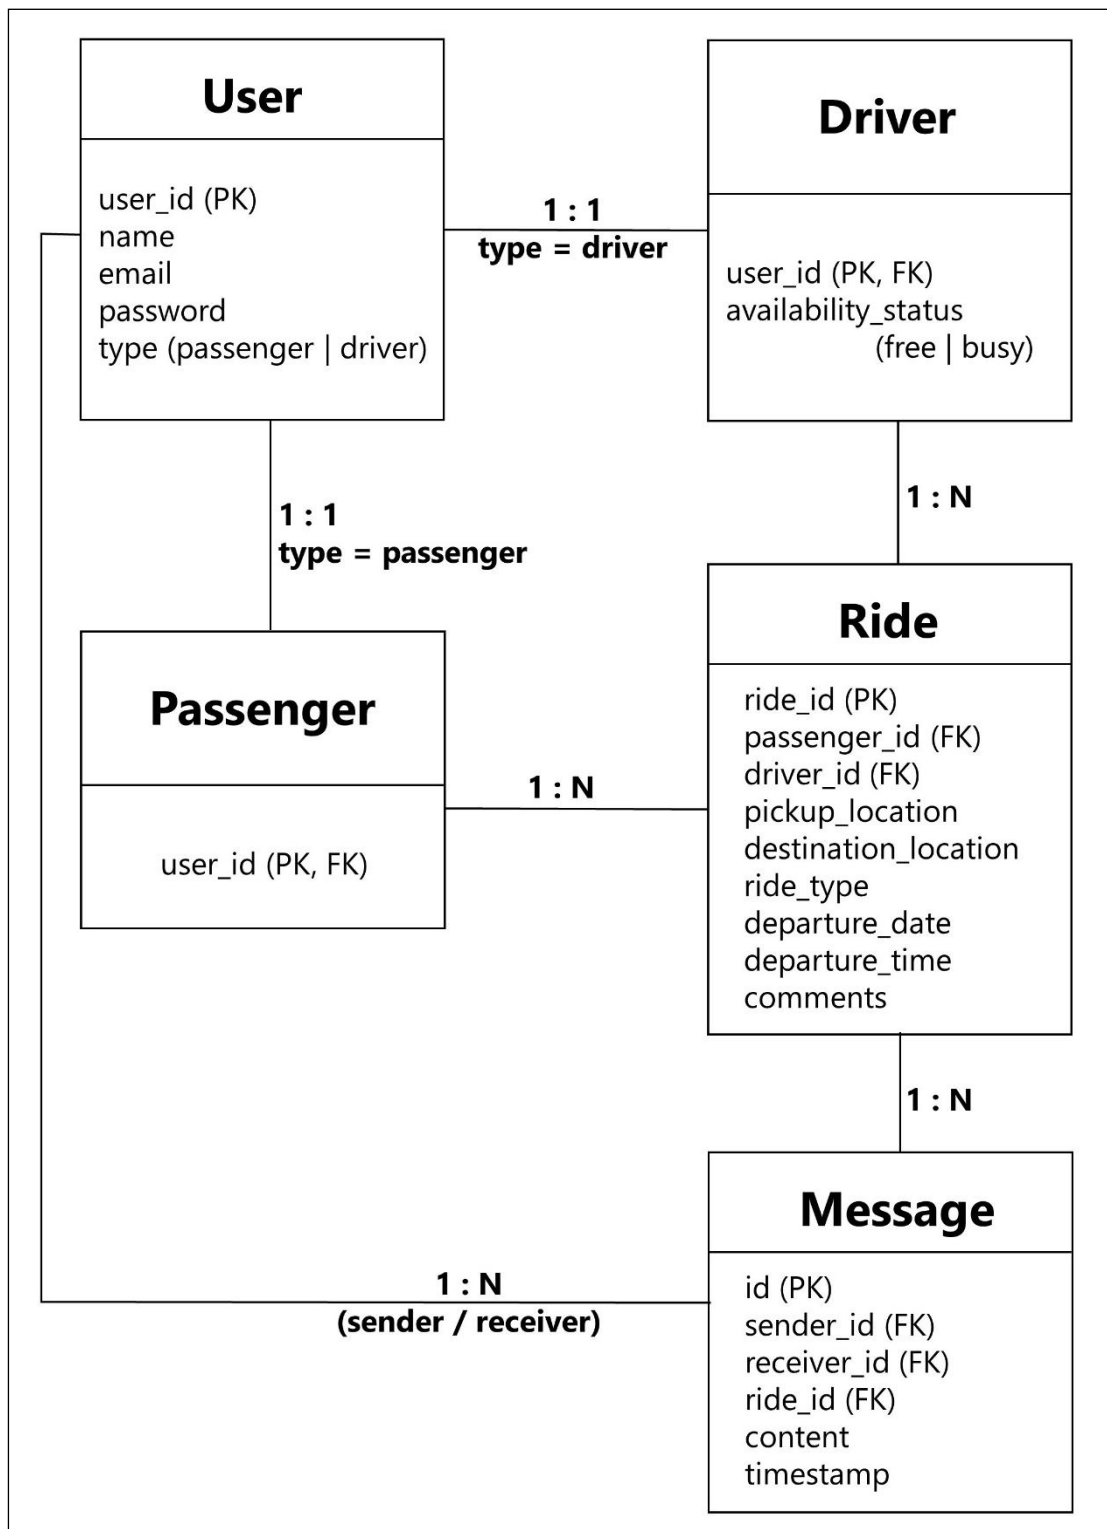 User
user_id (PK)
name
email
password
type (passenger | driver)
1 : 1
type = driver
Driver
user_id (PK, FK)
availability_status
(free | busy)
1 : 1
type = passenger
1 : N
Passenger
user_id (PK, FK)
1 : N
Ride
ride_id (PK)
passenger_id (FK)
driver_id (FK)
pickup_location
destination_location
ride_type
departure_date
departure_time
comments
1 : N
1 : N
(sender / receiver)
Message
id (PK)
sender_id (FK)
receiver_id (FK)
ride_id (FK)
content
timestamp